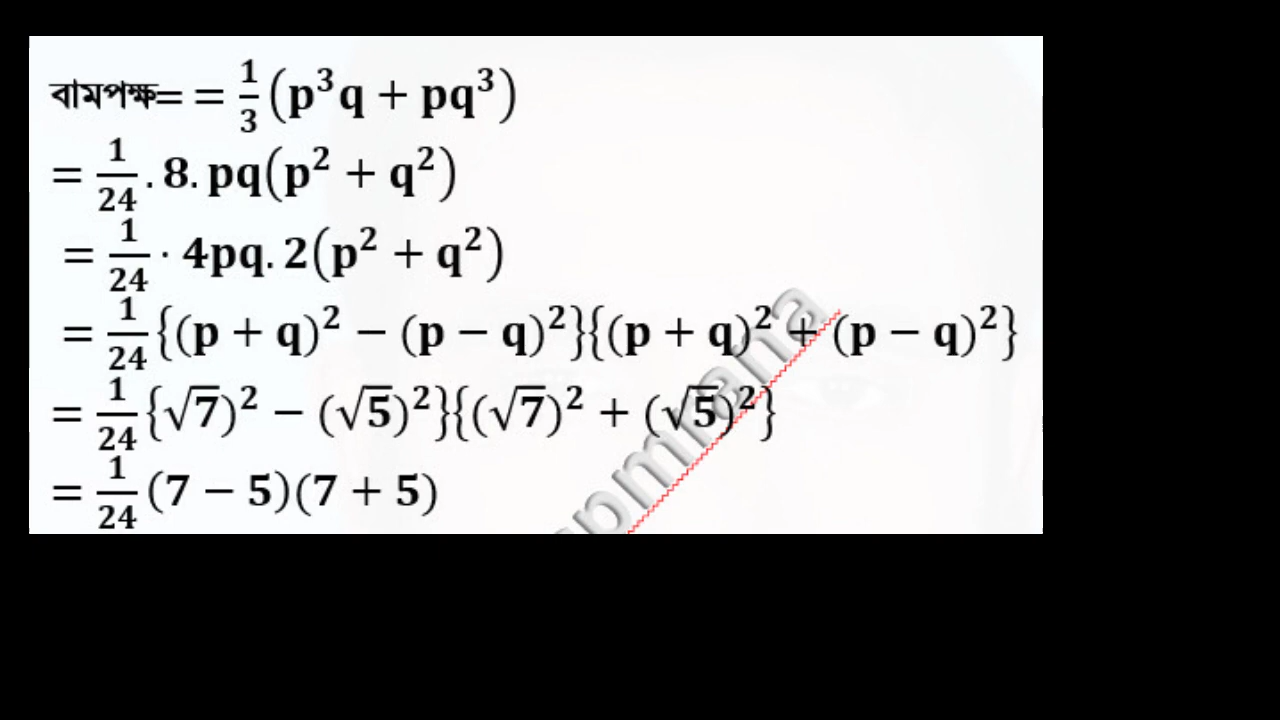 বামপক্ষ= = 1/3 (p³q + pq³)
= 1/24 . 8. pq(p² + q²)
= 1/24 · 4pq. 2(p² + q²)
= 1/24 {(p + q)² − (p − q)²}{(p + q)² + (p − q)²}
= 1/24 {√7)² − (√5)²}{(√7)² + (√5)²}
= 1/24 (7 − 5)(7 + 5)